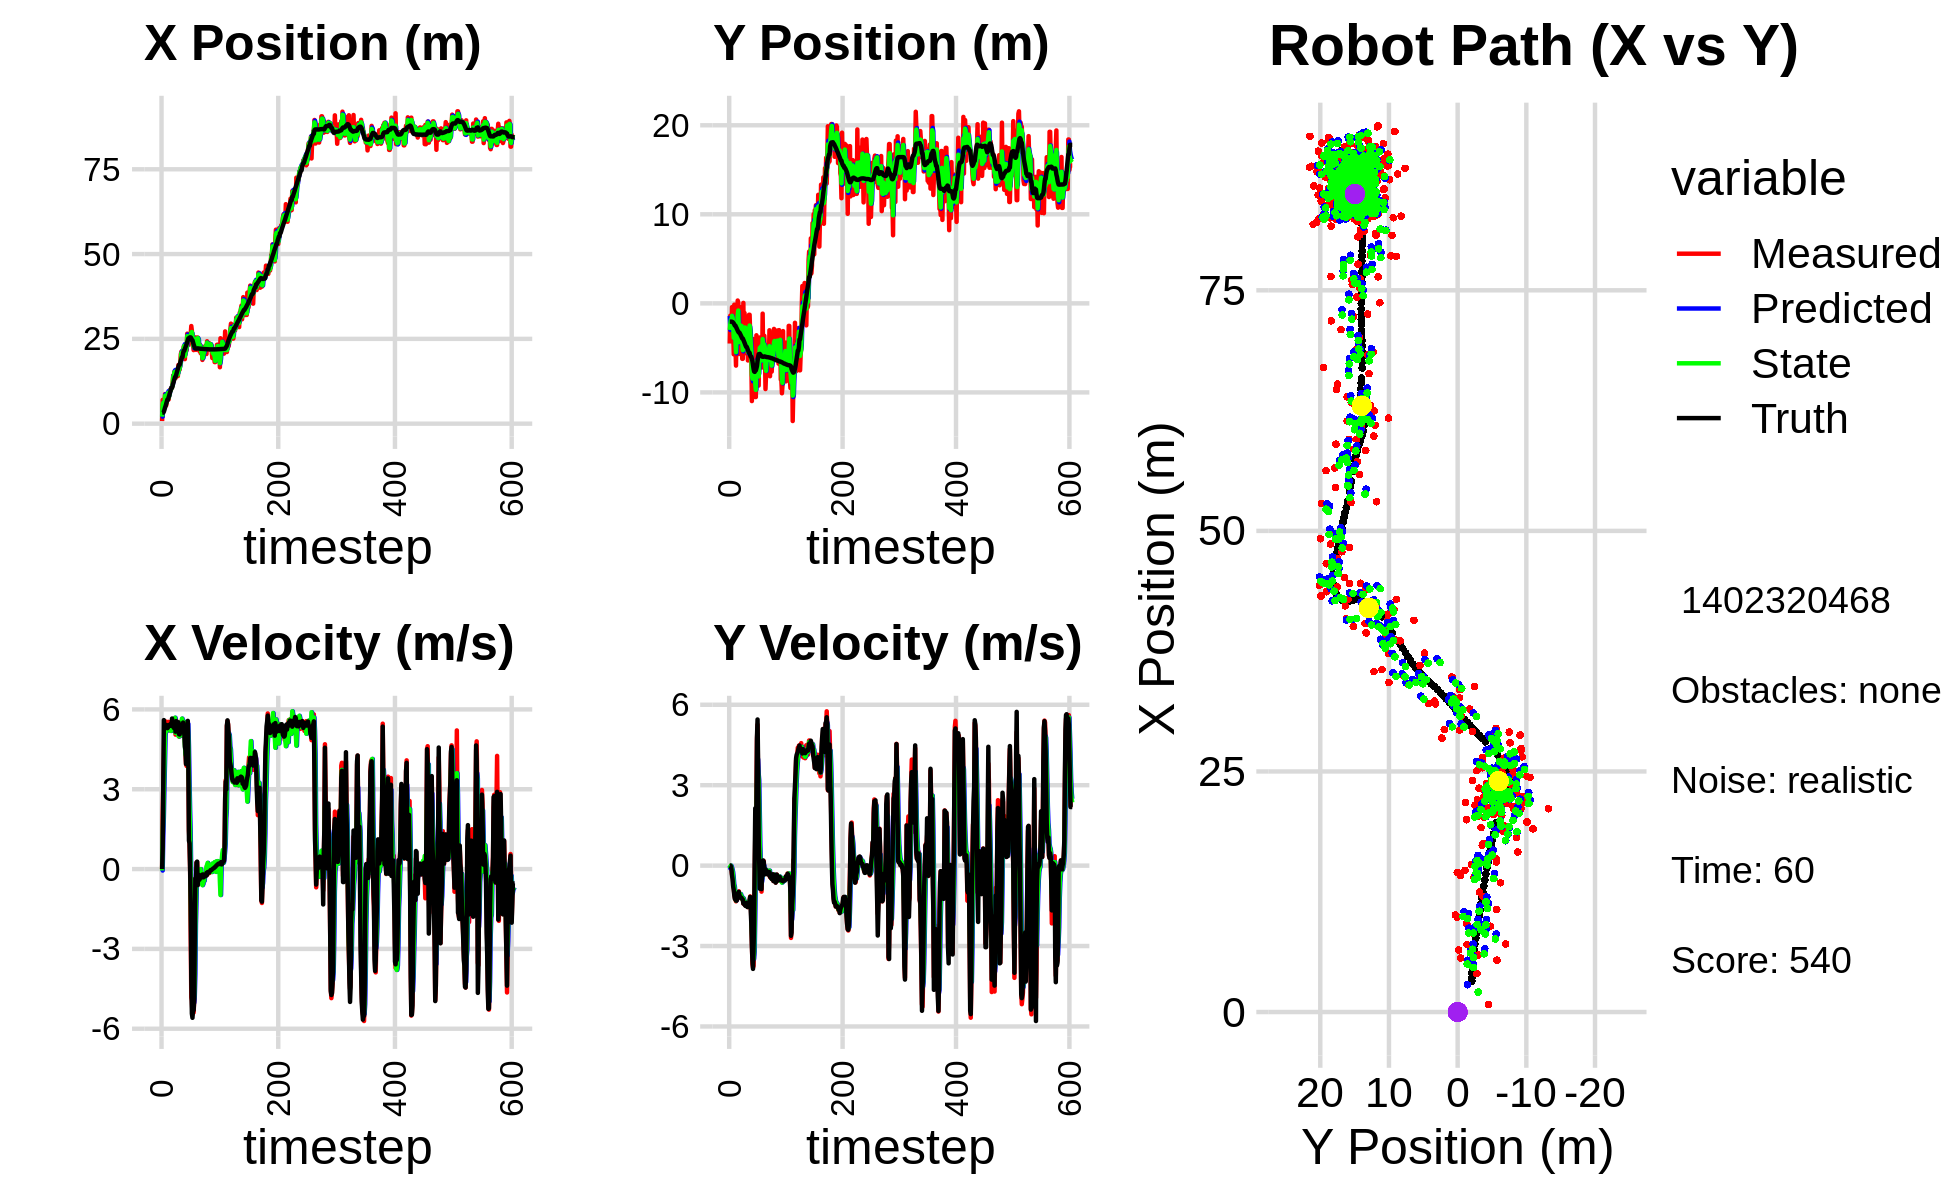 X Position (m)
75
50
25
0
0 200 400 600
timestep
Y Position (m)
20
10
0
-10
0 200 400 600
timestep
X Velocity (m/s)
6
3
0
-3
-6
0 200 400 600
timestep
Y Velocity (m/s)
6
3
0
-3
-6
0 200 400 600
timestep
Robot Path (X vs Y)
X Position (m)
75
50
25
0
20 10 0 -10 -20
Y Position (m)
variable
Measured
Predicted
State
Truth
1402320468
Obstacles: none
Noise: realistic
Time: 60
Score: 540